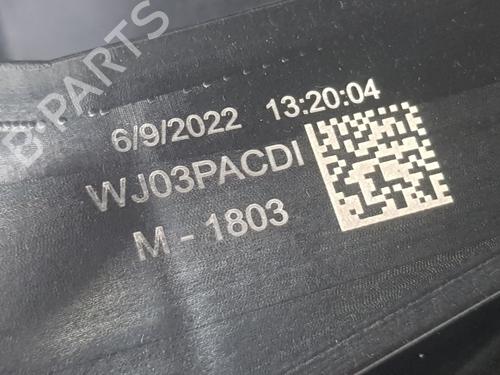 B-PARTS
6/9/2022 13:20:04
WJ03PACDI
M - 1803